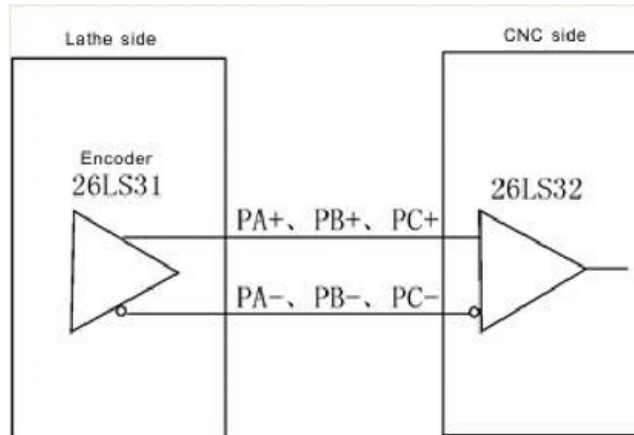 Lathe side
CNC side
Encoder
26LS31
26LS32
PA+、PB+、PC+
PA-、PB-、PC-